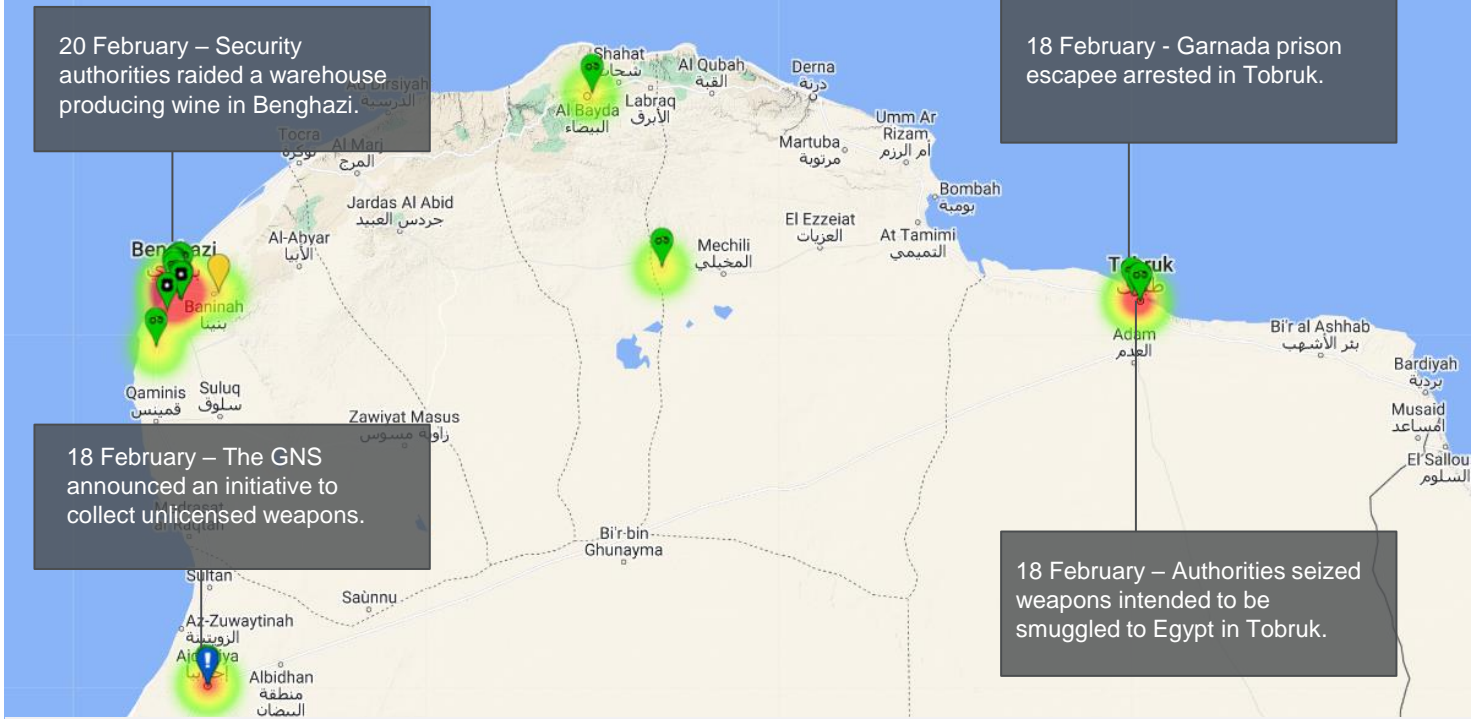 20 February – Security
authorities raided a warehouse
producing wine in Benghazi.
18 February - Garnada prison
escapee arrested in Tobruk.
Shahat
شحات
Al Qubah
القبة
Derna
درنة
Al Bayda
البيضاء
Labraq
الأبرق
Umm Ar
Rizam
أم الرزم
Martuba
مرتوبة
Tocra
توكرة
Al Marj
المرج
Bombah
بومبة
Jardas Al Abid
جردس العبيد
El Ezzeiat
العزيات
At Tamimi
التميمي
Al-Abyar
الأبيار
Mechili
المخيلي
Benghazi
Tobruk
Baninah
بنينا
Adam
العدم
Bi'r al Ashhab
بئر الأشهب
Bardiyah
بردية
Qaminis
قمينس
Suluq
سلوق
Zawiyat Masus
زاوية مسوس
Musaid
امساعد
El Sallou
السلوم
18 February – The GNS
announced an initiative to
collect unlicensed weapons.
Bi'r-bin
Ghunayma
18 February – Authorities seized
weapons intended to be
smuggled to Egypt in Tobruk.
Sultan
Saùnnu
Az-Zuwaytinah
الزويتينة
Albidhan
منطقة
البيضان